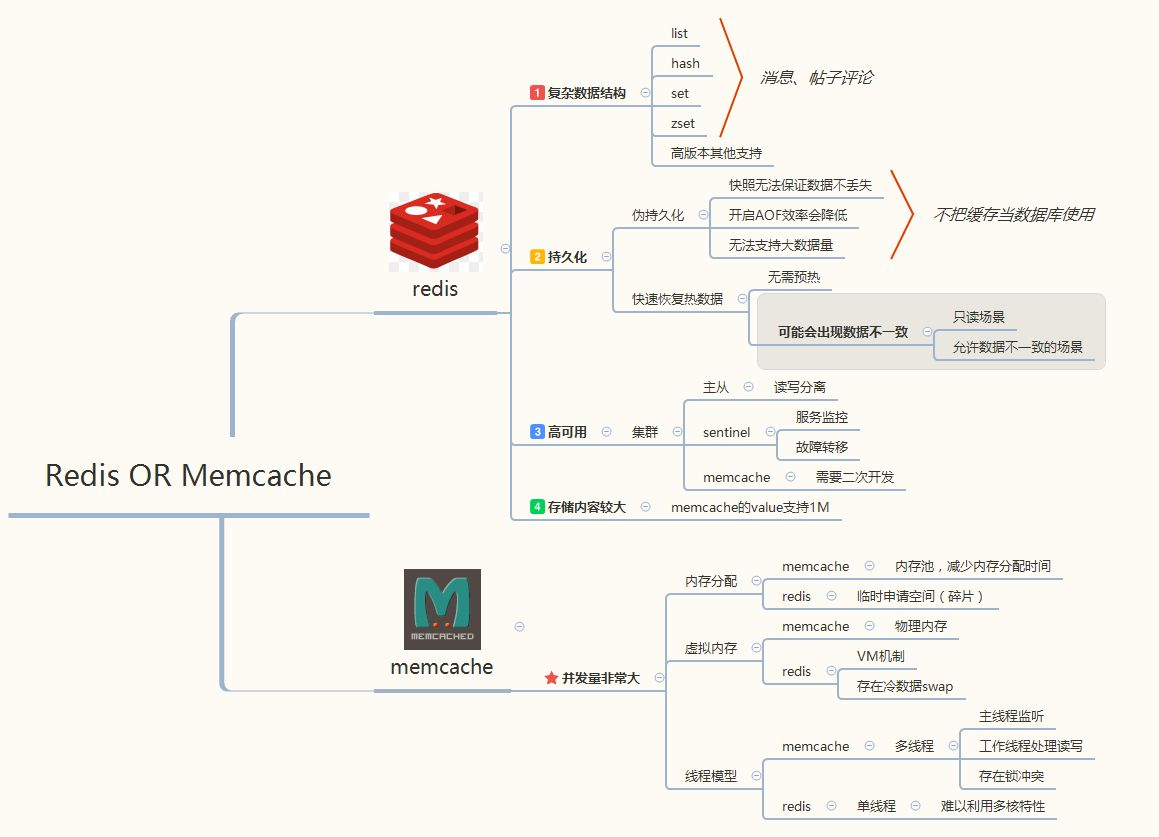 Redis OR Memcache
redis
1 复杂数据结构
list
hash
set
zset
高版本其他支持
消息、帖子评论
2 持久化
伪持久化
快照无法保证数据不丢失
开启AOF效率会降低
无法支持大数据量
不把缓存当数据库使用
快速恢复热数据
无需预热
可能会出现数据不一致
只读场景
允许数据不一致的场景
3 高可用
集群
主从
读写分离
sentinel
服务监控
故障转移
memcache
需要二次开发
4 存储内容较大
memcache的value支持1M
MEMCACHED
memcache
并发量非常大
内存分配
memcache
内存池，减少内存分配时间
redis
临时申请空间（碎片）
虚拟内存
memcache
物理内存
redis
VM机制
存在冷数据swap
线程模型
memcache
多线程
主线程监听
工作线程处理读写
存在锁冲突
redis
单线程
难以利用多核特性